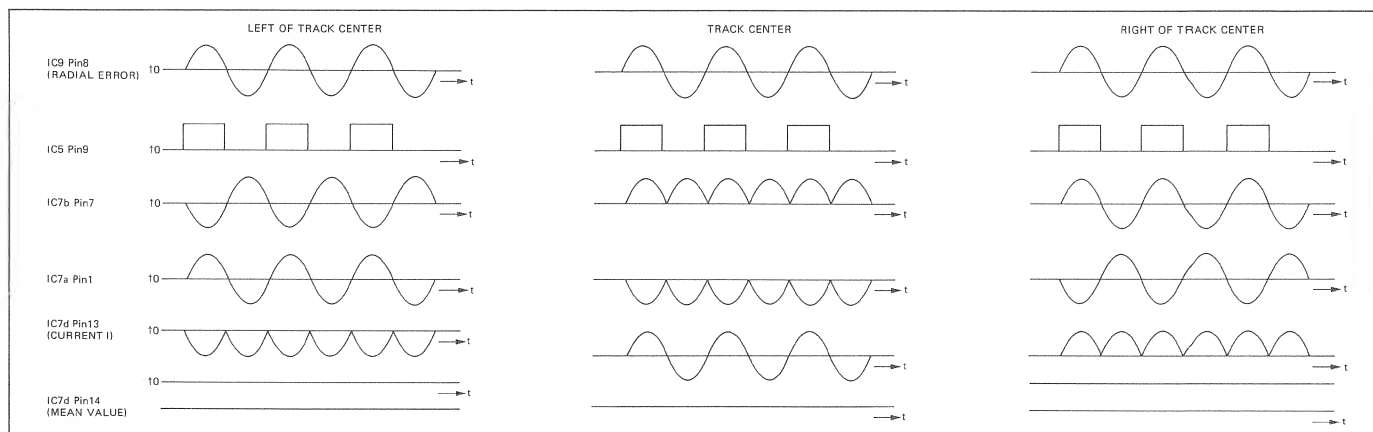 LEFT OF TRACK CENTER
TRACK CENTER
RIGHT OF TRACK CENTER
IC9 Pin8
(RADIAL ERROR)
↑0
t
t
t
IC5 Pin9
↑0
t
t
t
IC7b Pin7
↑0
t
t
t
IC7a Pin1
↑0
t
t
t
IC7d Pin13
(CURRENT I)
↑0
t
t
t
↑0
IC7d Pin14
(MEAN VALUE)
t
t
t